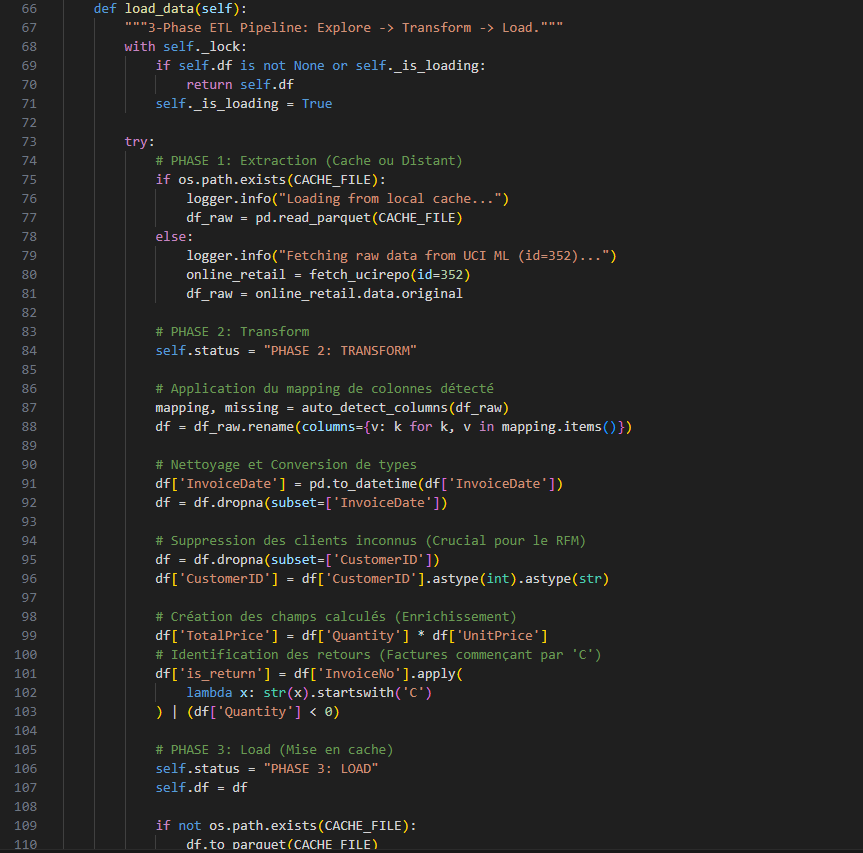 66 def load_data(self):
67 """3-Phase ETL Pipeline: Explore -> Transform -> Load."""
68 with self._lock:
69 if self.df is not None or self._is_loading:
70 return self.df
71 self._is_loading = True
72
73 try:
74 # PHASE 1: Extraction (Cache ou Distant)
75 if os.path.exists(CACHE_FILE):
76 logger.info("Loading from local cache...")
77 df_raw = pd.read_parquet(CACHE_FILE)
78 else:
79 logger.info("Fetching raw data from UCI ML (id=352)...")
80 online_retail = fetch_ucirepo(id=352)
81 df_raw = online_retail.data.original
82
83 # PHASE 2: Transform
84 self.status = "PHASE 2: TRANSFORM"
85
86 # Application du mapping de colonnes détecté
87 mapping, missing = auto_detect_columns(df_raw)
88 df = df_raw.rename(columns={v: k for k, v in mapping.items()})
89
90 # Nettoyage et Conversion de types
91 df['InvoiceDate'] = pd.to_datetime(df['InvoiceDate'])
92 df = df.dropna(subset=['InvoiceDate'])
93
94 # Suppression des clients inconnus (Crucial pour le RFM)
95 df = df.dropna(subset=['CustomerID'])
96 df['CustomerID'] = df['CustomerID'].astype(int).astype(str)
97
98 # Création des champs calculés (Enrichissement)
99 df['TotalPrice'] = df['Quantity'] * df['UnitPrice']
100 # Identification des retours (Factures commençant par 'C')
101 df['is_return'] = df['InvoiceNo'].apply(
102 lambda x: str(x).startswith('C')
103 ) | (df['Quantity'] < 0)
104
105 # PHASE 3: Load (Mise en cache)
106 self.status = "PHASE 3: LOAD"
107 self.df = df
108
109 if not os.path.exists(CACHE_FILE):
110 df.to_parquet(CACHE_FILE)